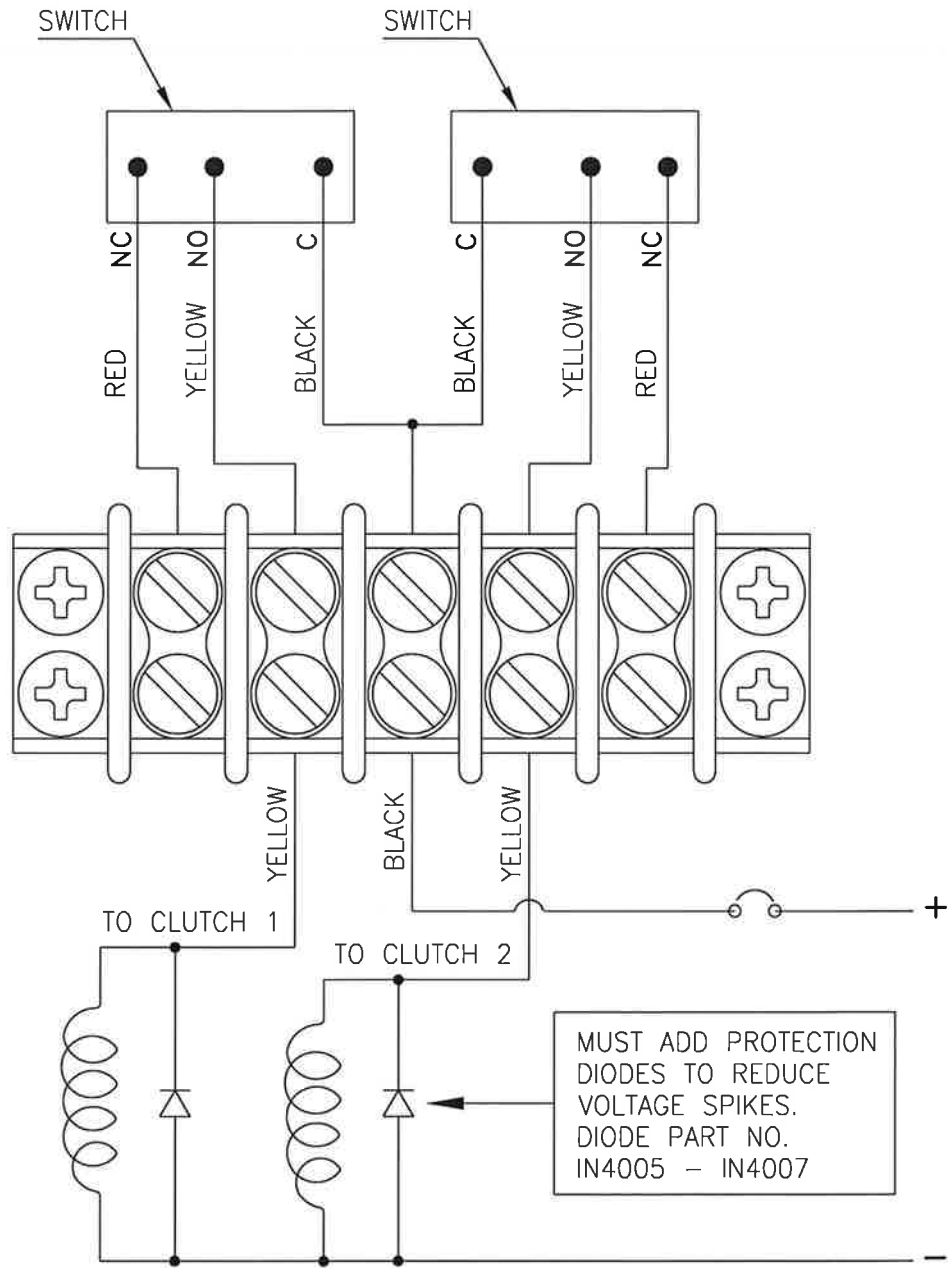 SWITCH
SWITCH
NC
NO
C
C
NO
NC
RED
YELLOW
BLACK
BLACK
YELLOW
RED
YELLOW
BLACK
YELLOW
+
TO CLUTCH 1
TO CLUTCH 2
MUST ADD PROTECTION
DIODES TO REDUCE
VOLTAGE SPIKES.
DIODE PART NO.
IN4005 – IN4007
–